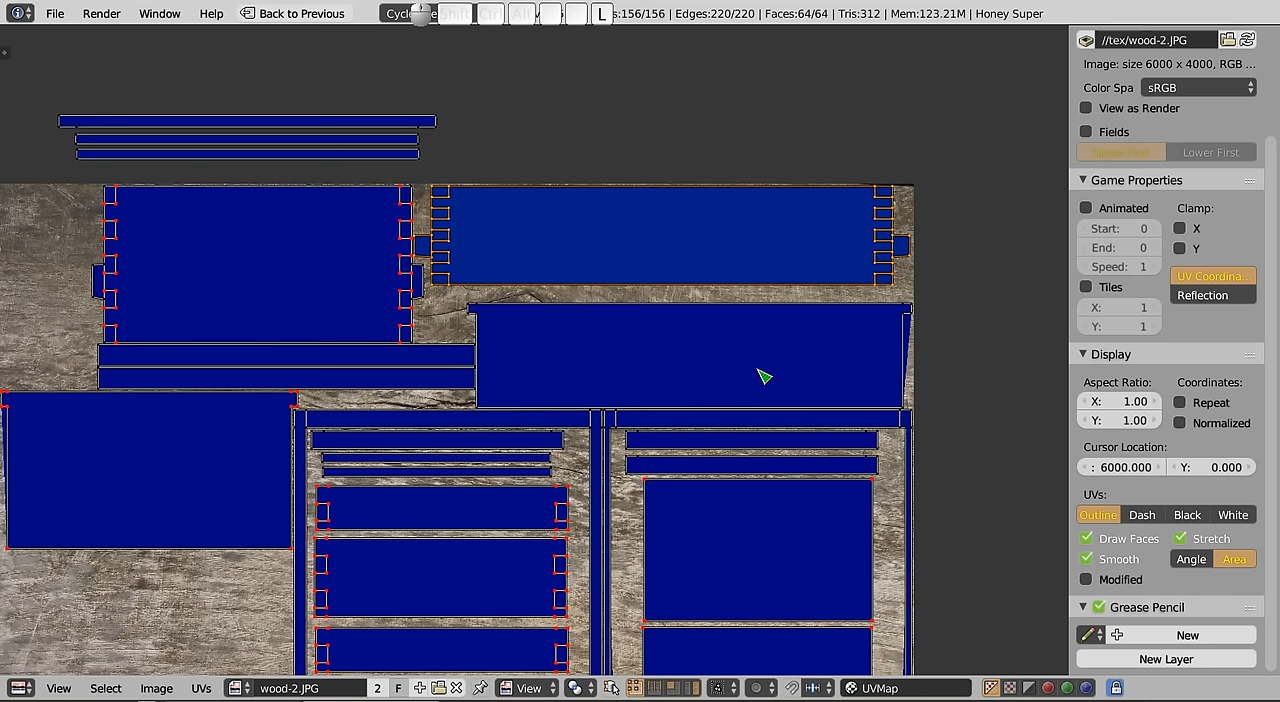 File Render Window Help Back to Previous Shift Ctrl Alt L s:156/156 | Edges:220/220 | Faces:64/64 | Tris:312 | Mem:123.21M | Honey Super
//tex/wood-2.JPG
Image: size 6000 x 4000, RGB ...
Color Spa sRGB
View as Render
Fields
Upper First Lower First
Game Properties
Animated Clamp:
Start: 0 X
End: 0 Y
Speed: 1
UV Coordina...
Tiles Reflection
X: 1
Y: 1
Display
Aspect Ratio: Coordinates:
X: 1.00 Repeat
Y: 1.00 Normalized
Cursor Location:
: 6000.000 Y: 0.000
UVs:
Outline Dash Black White
Draw Faces Stretch
Smooth Angle Area
Modified
Grease Pencil
New
New Layer
View Select Image UVs wood-2.JPG 2 F View UVMap